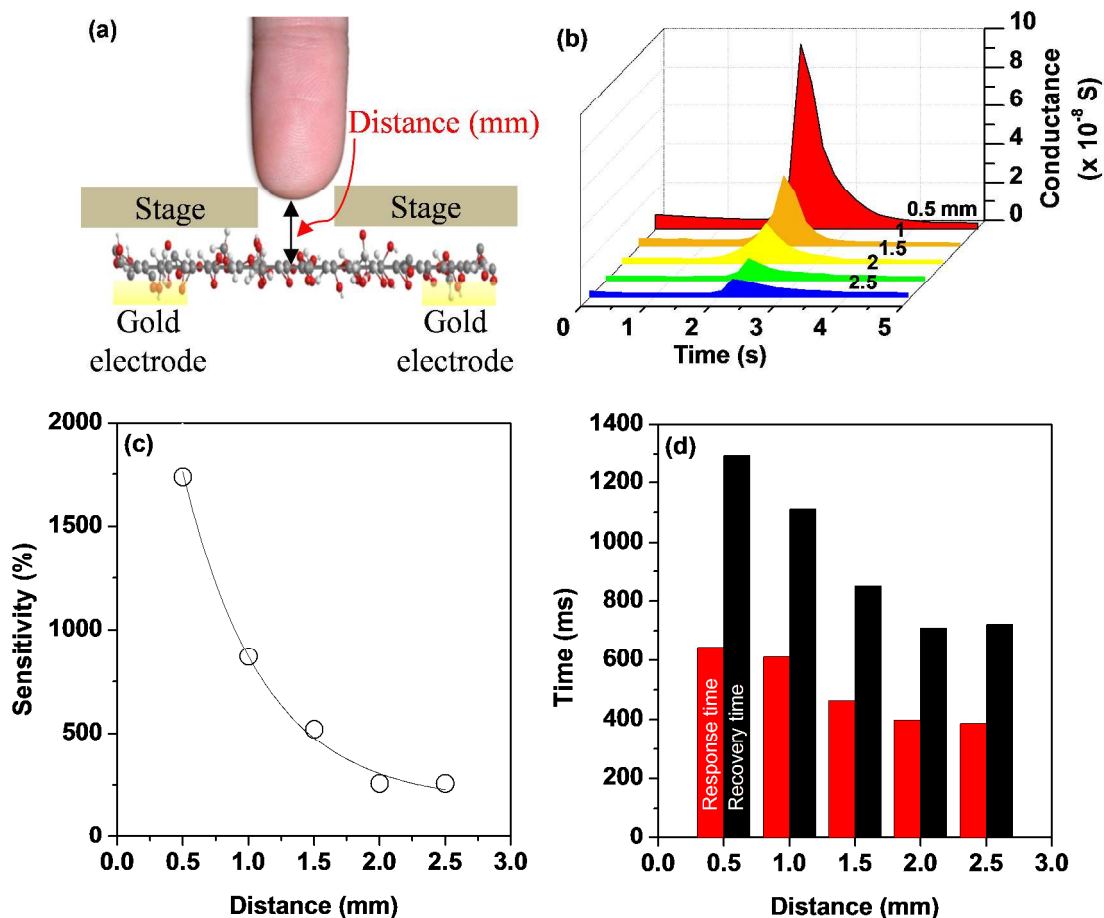 (a)
Distance (mm)
Stage
Stage
Gold
electrode
Gold
electrode
(b)
10
8
6
4
2
0
Conductance
(x 10⁻⁸ S)
0.5 mm
1
1.5
2
2.5
0 1 2 3 4 5
Time (s)
(c)
2000
1500
1000
500
0
Sensitivity (%)
0.0 0.5 1.0 1.5 2.0 2.5 3.0
Distance (mm)
(d)
1400
1200
1000
800
600
400
200
0
Time (ms)
Response time
Recovery time
0.0 0.5 1.0 1.5 2.0 2.5 3.0
Distance (mm)